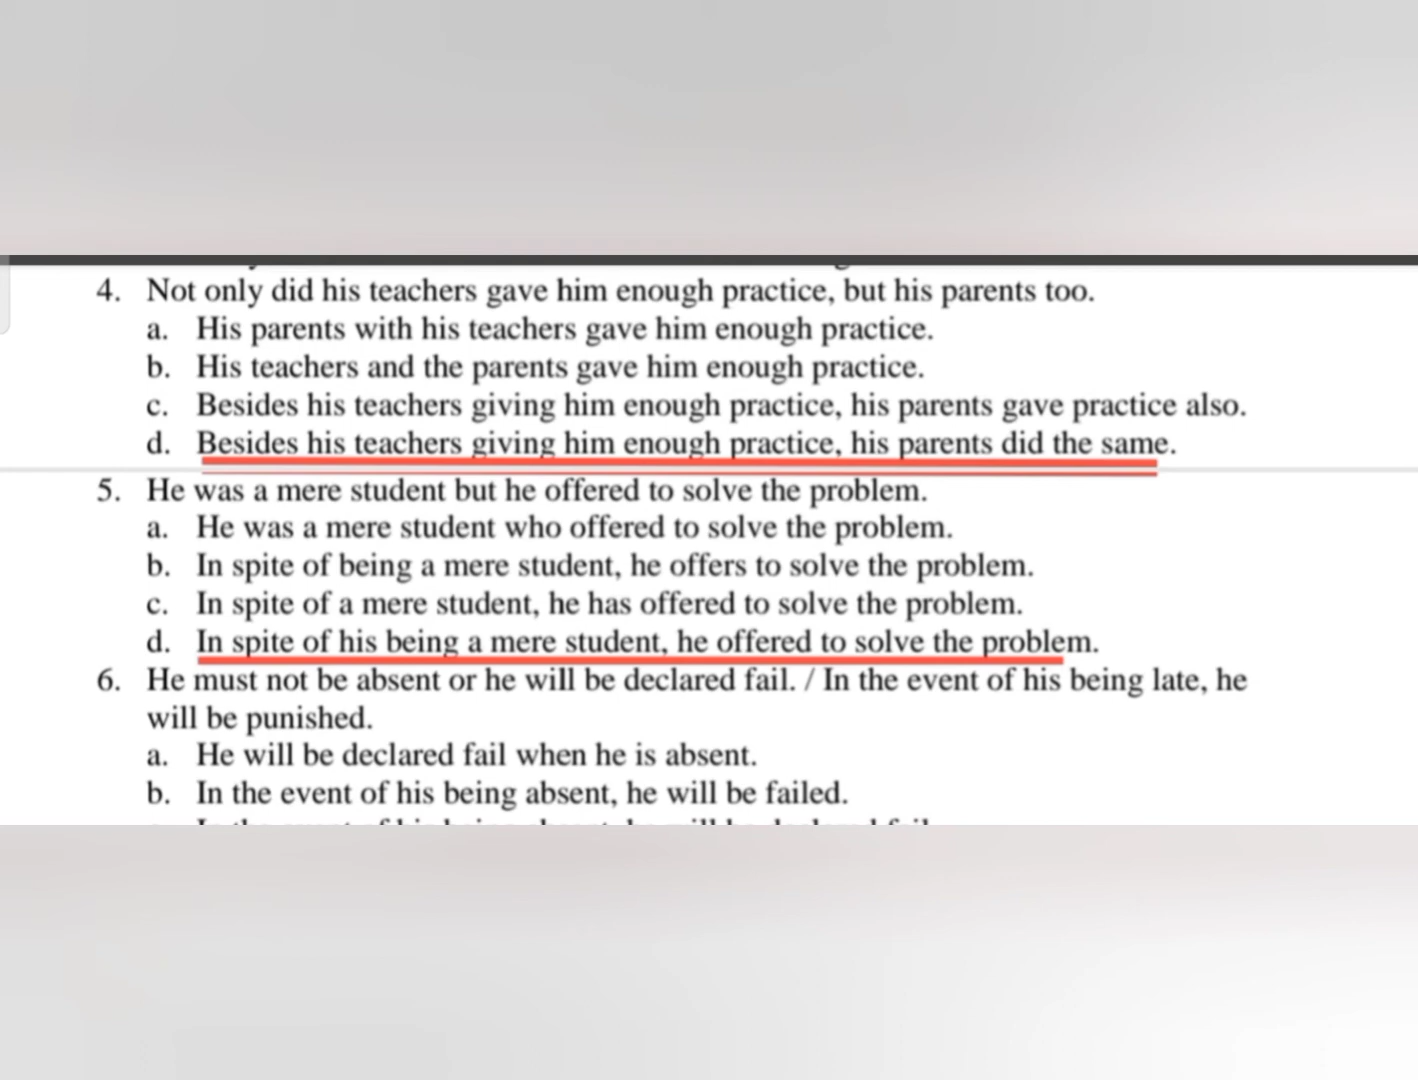 4. Not only did his teachers gave him enough practice, but his parents too.
a. His parents with his teachers gave him enough practice.
b. His teachers and the parents gave him enough practice.
c. Besides his teachers giving him enough practice, his parents gave practice also.
d. Besides his teachers giving him enough practice, his parents did the same.
5. He was a mere student but he offered to solve the problem.
a. He was a mere student who offered to solve the problem.
b. In spite of being a mere student, he offers to solve the problem.
c. In spite of a mere student, he has offered to solve the problem.
d. In spite of his being a mere student, he offered to solve the problem.
6. He must not be absent or he will be declared fail. / In the event of his being late, he
will be punished.
a. He will be declared fail when he is absent.
b. In the event of his being absent, he will be failed.